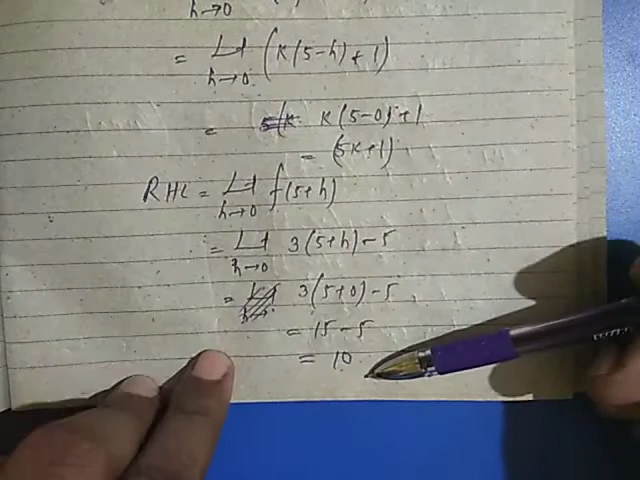 h→0
= Lt (K(5-h)+1)
h→0
= K(5-0)+1
= (5K+1)
RHL = Lt f(5+h)
h→0
= Lt 3(5+h)-5
h→0
= 3(5+0)-5
= 15-5
= 10